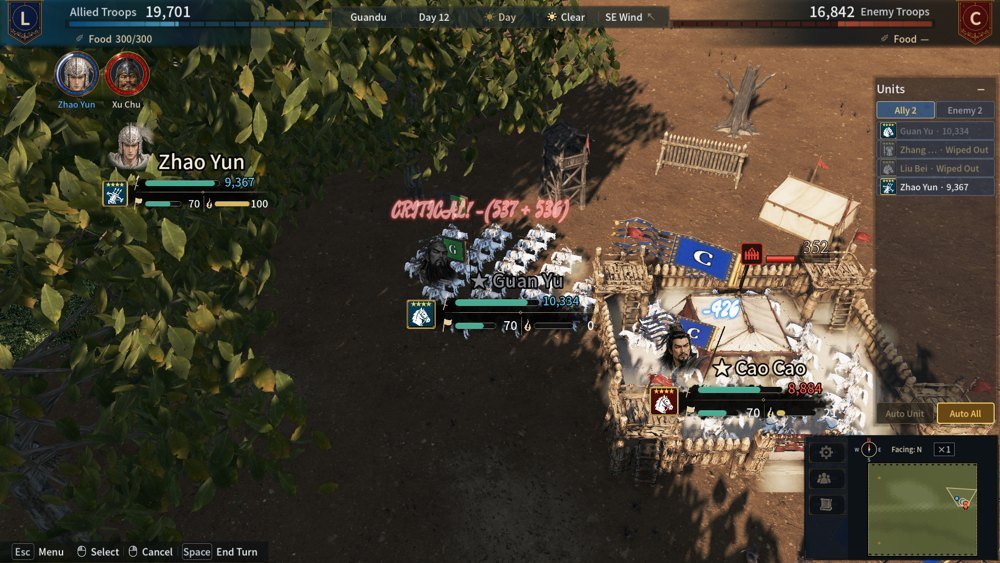 L
Allied Troops 19,701
Food 300/300
Guandu
Day 12
Day
Clear
SE Wind
16,842 Enemy Troops
Food —
C
Zhao Yun
Xu Chu
Zhao Yun
9,367
70
100
CRITICAL! -(537 + 536)
G
Guan Yu
10,334
70
0
C
352
-426
C
Cao Cao
8,884
70
21
Units
Ally 2
Enemy 2
Guan Yu · 10,334
Zhang ... · Wiped Out
Liu Bei · Wiped Out
Zhao Yun · 9,367
Auto Unit
Auto All
W
E
Facing: N
×1
Esc Menu
Select
Cancel
Space End Turn